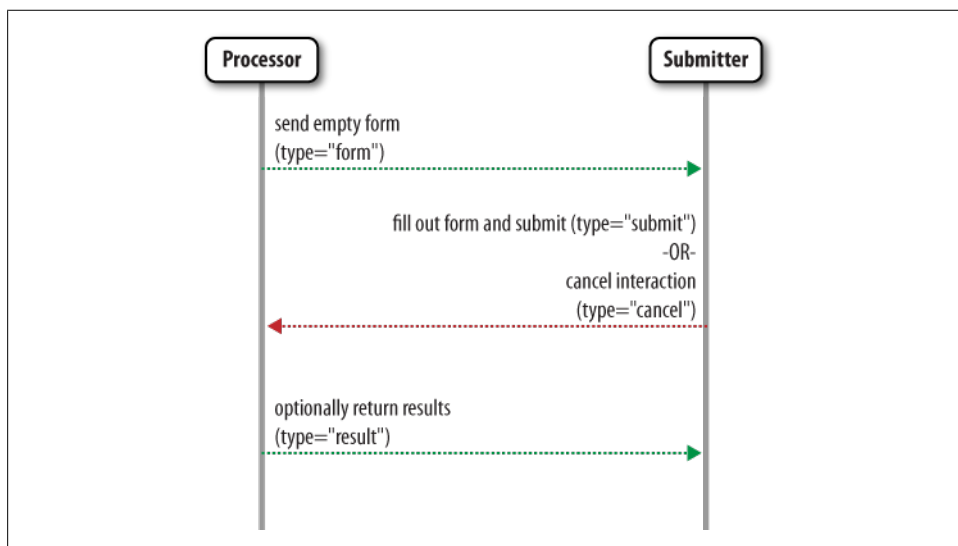 Processor
Submitter
send empty form
(type="form")
fill out form and submit (type="submit")
-OR-
cancel interaction
(type="cancel")
optionally return results
(type="result")